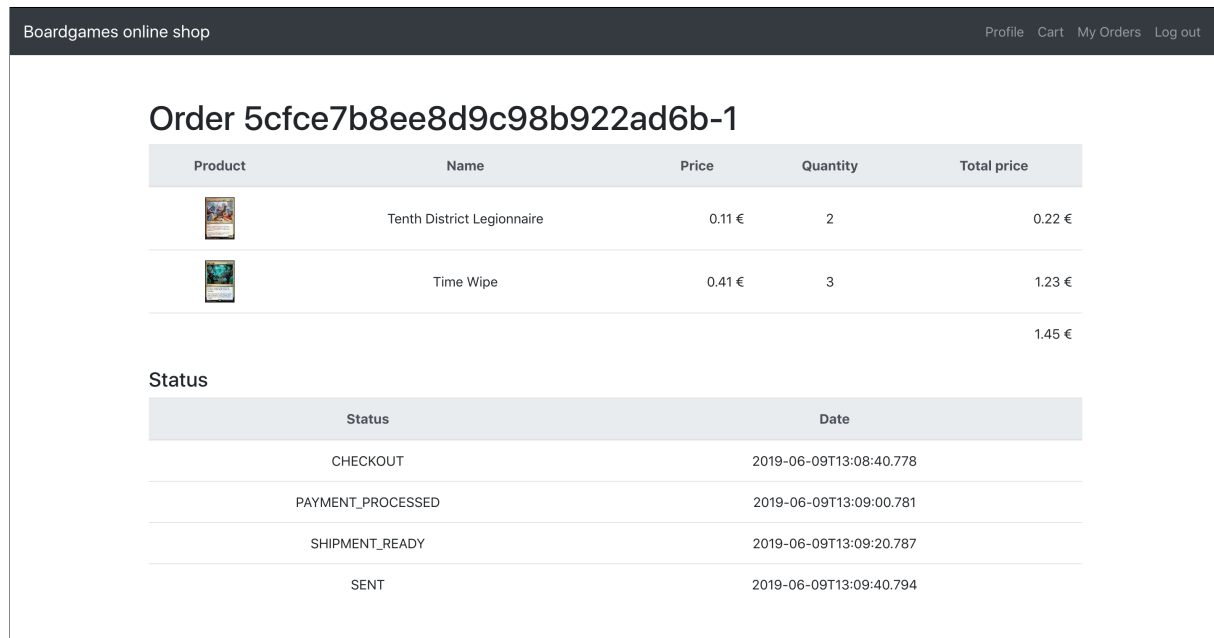 Boardgames online shop Profile Cart My Orders Log out
Order 5cfce7b8ee8d9c98b922ad6b-1
Product Name Price Quantity Total price
Tenth District Legionnaire 0.11 € 2 0.22 €
Time Wipe 0.41 € 3 1.23 €
1.45 €
Status
Status Date
CHECKOUT 2019-06-09T13:08:40.778
PAYMENT_PROCESSED 2019-06-09T13:09:00.781
SHIPMENT_READY 2019-06-09T13:09:20.787
SENT 2019-06-09T13:09:40.794